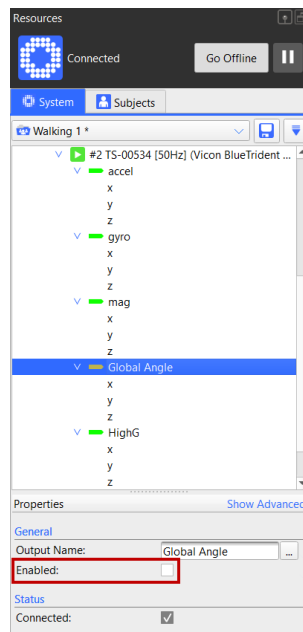 Resources
Connected
Go Offline
System
Subjects
Walking 1 *
#2 TS-00534 [50Hz] (Vicon BlueTrident ...
accel
x
y
z
gyro
x
y
z
mag
x
y
z
Global Angle
x
y
z
HighG
x
y
z
Properties
Show Advanced
General
Output Name:
Global Angle
...
Enabled:
Status
Connected: